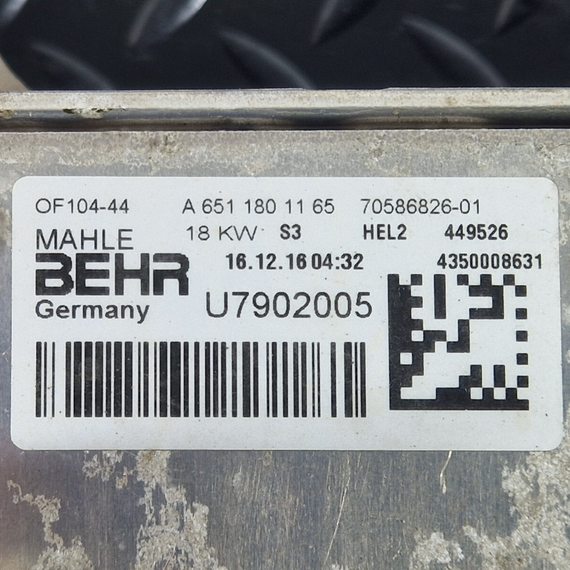 OF104-44 A 651 180 11 65 70586826-01
MAHLE 18 KW S3 HEL2 449526
BEHR 16.12.16 04:32 4350008631
Germany U7902005